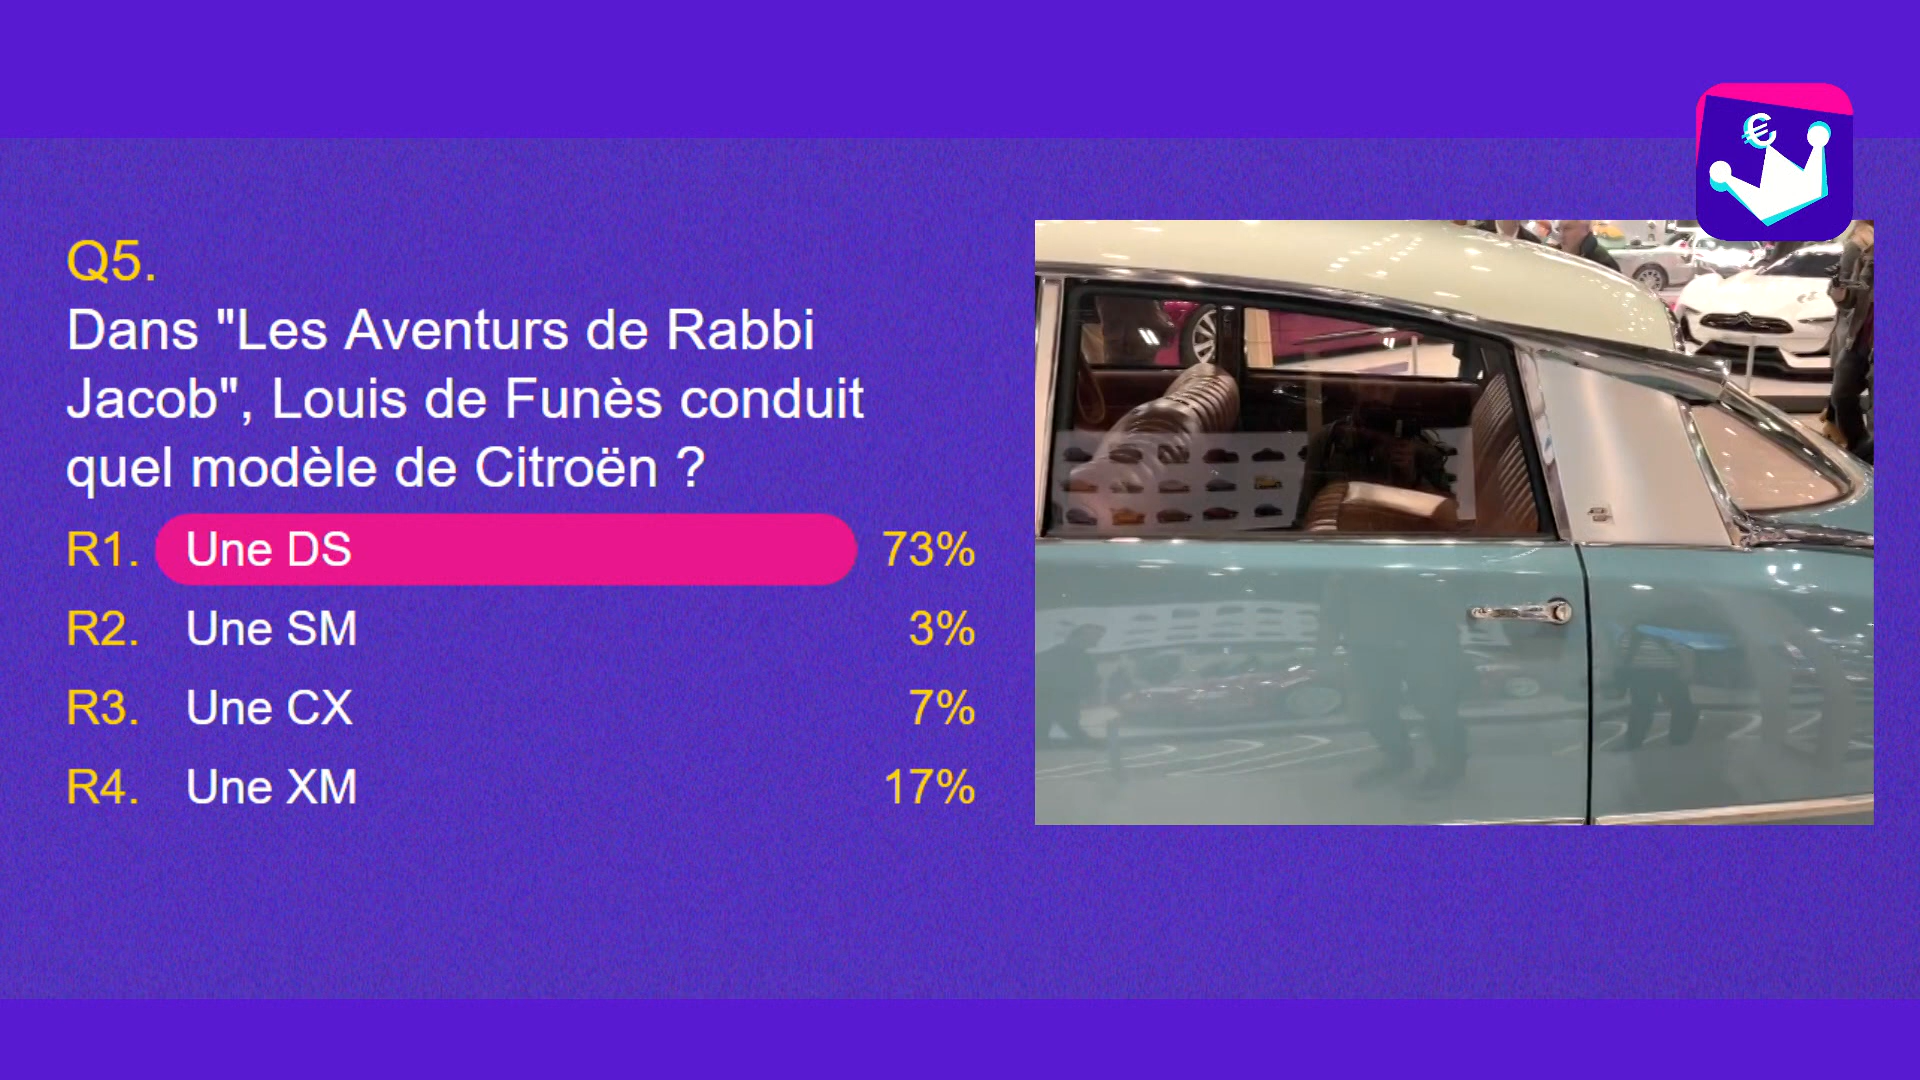 Q5.
Dans "Les Aventurs de Rabbi
Jacob", Louis de Funès conduit
quel modèle de Citroën ?
R1. Une DS 73%
R2. Une SM 3%
R3. Une CX 7%
R4. Une XM 17%
€